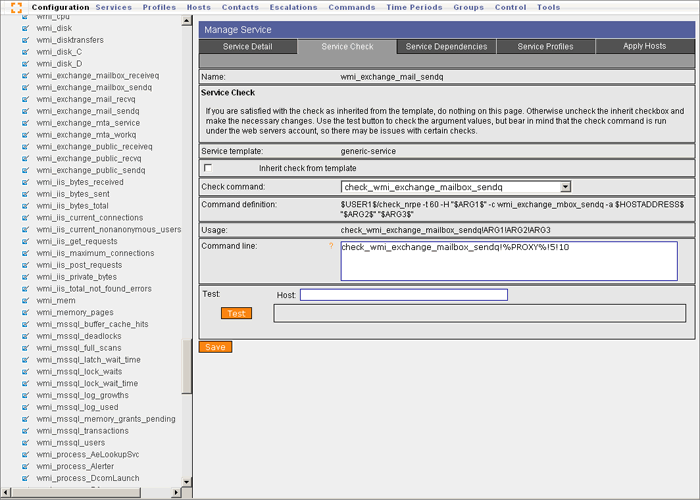 Configuration Services Profiles Hosts Contacts Escalations Commands Time Periods Groups Control Tools
wmi_cpu
wmi_disk
wmi_disktransfers
wmi_disk_C
wmi_disk_D
wmi_exchange_mailbox_receiveq
wmi_exchange_mailbox_sendq
wmi_exchange_mail_recvq
wmi_exchange_mail_sendq
wmi_exchange_mta_service
wmi_exchange_mta_workq
wmi_exchange_public_receiveq
wmi_exchange_public_recvq
wmi_exchange_public_sendq
wmi_iis_bytes_received
wmi_iis_bytes_sent
wmi_iis_bytes_total
wmi_iis_current_connections
wmi_iis_current_nonanonymous_users
wmi_iis_get_requests
wmi_iis_maximum_connections
wmi_iis_post_requests
wmi_iis_private_bytes
wmi_iis_total_not_found_errors
wmi_mem
wmi_memory_pages
wmi_mssql_buffer_cache_hits
wmi_mssql_deadlocks
wmi_mssql_full_scans
wmi_mssql_latch_wait_time
wmi_mssql_lock_waits
wmi_mssql_lock_wait_time
wmi_mssql_log_growths
wmi_mssql_log_used
wmi_mssql_memory_grants_pending
wmi_mssql_transactions
wmi_mssql_users
wmi_process_AeLookupSvc
wmi_process_Alerter
wmi_process_DcomLaunch
Manage Service
Service Detail Service Check Service Dependencies Service Profiles Apply Hosts
Name: wmi_exchange_mail_sendq
Service Check
If you are satisfied with the check as inherited from the template, do nothing on this page. Otherwise uncheck the inherit checkbox and
make the necessary changes. Use the test button to check the argument values, but bear in mind that the check command is run
under the web servers account, so there may be issues with certain checks.
Service template: generic-service
Inherit check from template
Check command: check_wmi_exchange_mailbox_sendq
Command definition: $USER1$/check_nrpe -t 60 -H "$ARG1$" -c wmi_exchange_mbox_sendq -a $HOSTADDRESS$
"$ARG2$" "$ARG3$"
Usage: check_wmi_exchange_mailbox_sendq!ARG1!ARG2!ARG3
Command line: ? check_wmi_exchange_mailbox_sendq!%PROXY%!5!10
Test: Host:
Test
Save